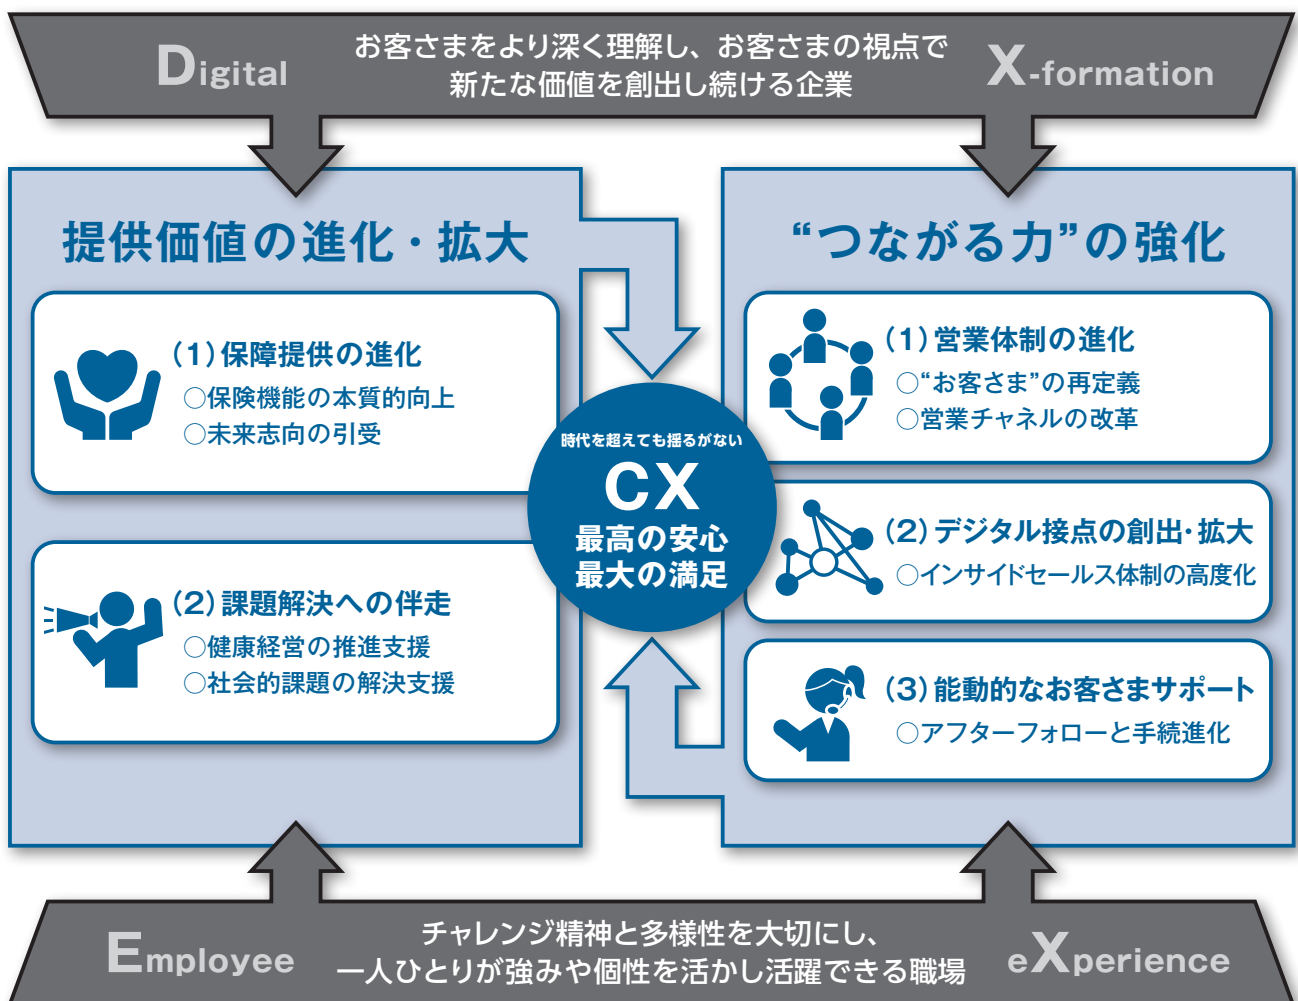 Digital
お客さまをより深く理解し、お客さまの視点で
新たな価値を創出し続ける企業
X-formation
提供価値の進化・拡大
(1)保障提供の進化
○保険機能の本質的向上
○未来志向の引受
(2)課題解決への伴走
○健康経営の推進支援
○社会的課題の解決支援
時代を超えても揺るがない
CX
最高の安心
最大の満足
“つながる力”の強化
(1)営業体制の進化
○“お客さま”の再定義
○営業チャネルの改革
(2)デジタル接点の創出・拡大
○インサイドセールス体制の高度化
(3)能動的なお客さまサポート
○アフターフォローと手続進化
Employee
チャレンジ精神と多様性を大切にし、
一人ひとりが強みや個性を活かし活躍できる職場
eXperience